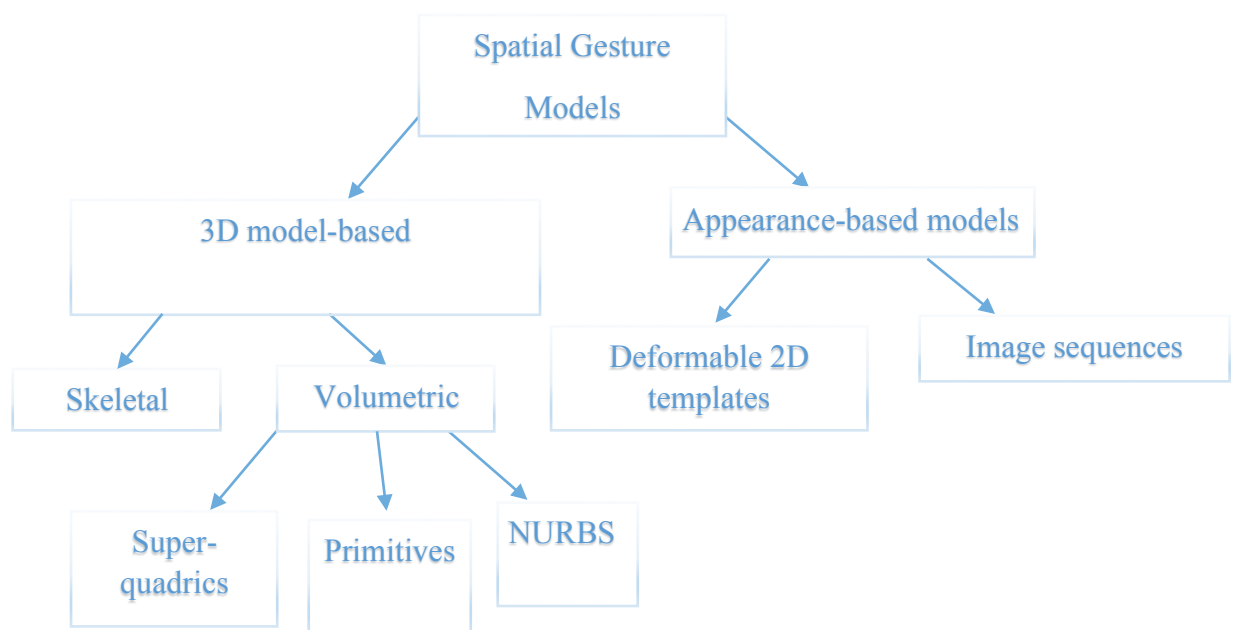 Spatial Gesture
Models
3D model-based
Appearance-based models
Skeletal
Volumetric
Deformable 2D
templates
Image sequences
Super-
quadrics
Primitives
NURBS